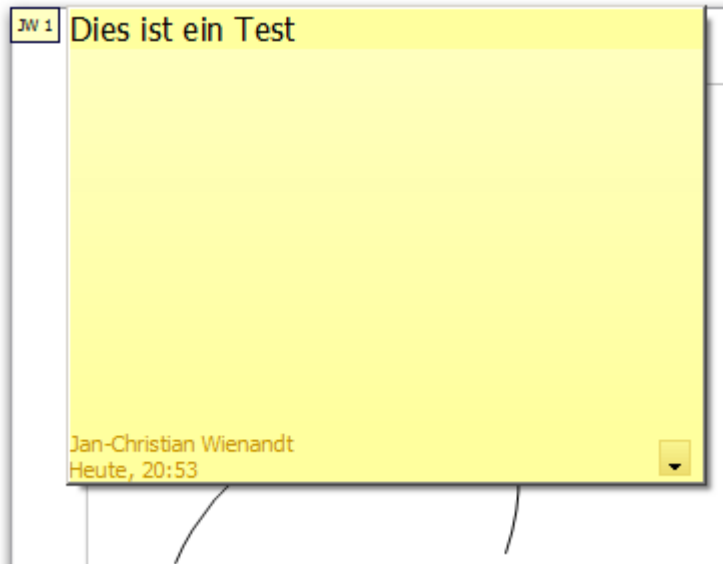 JW 1
Dies ist ein Test
Jan-Christian Wienandt
Heute, 20:53